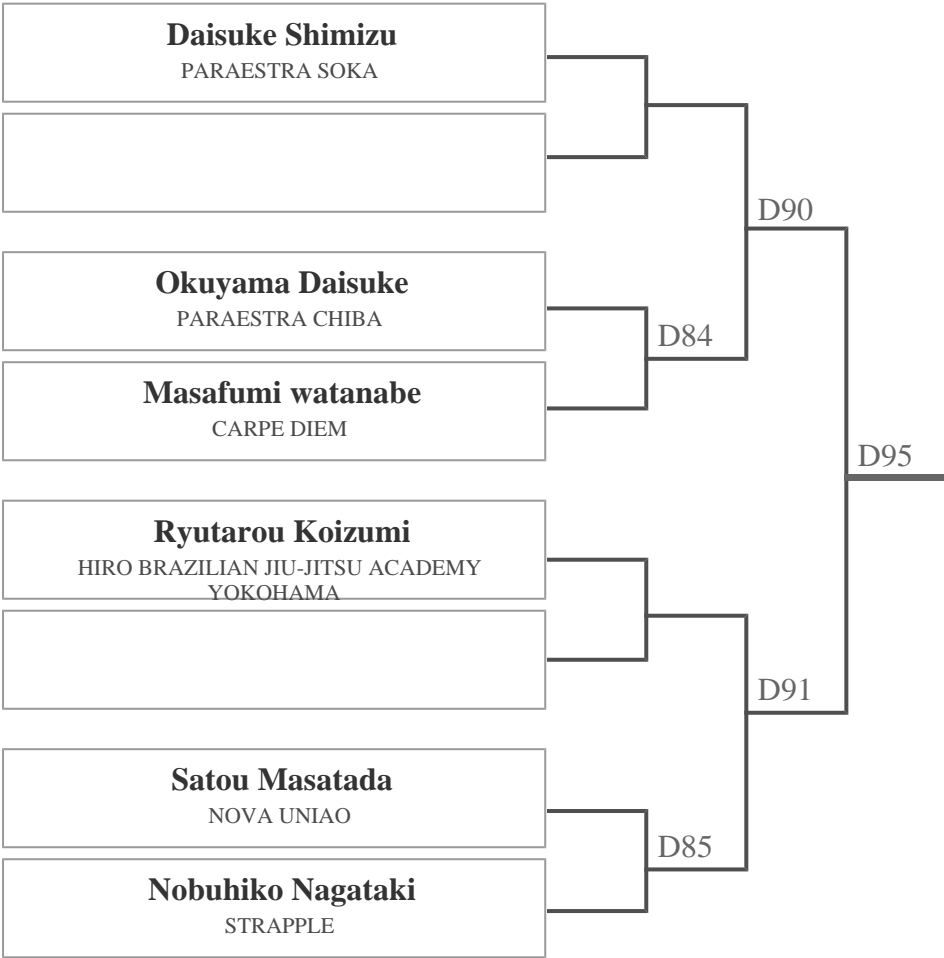 Daisuke Shimizu
PARAESTRA SOKA
D90
Okuyama Daisuke
PARAESTRA CHIBA
D84
Masafumi watanabe
CARPE DIEM
D95
Ryutarou Koizumi
HIRO BRAZILIAN JIU-JITSU ACADEMY
YOKOHAMA
D91
Satou Masatada
NOVA UNIAO
D85
Nobuhiko Nagataki
STRAPPLE